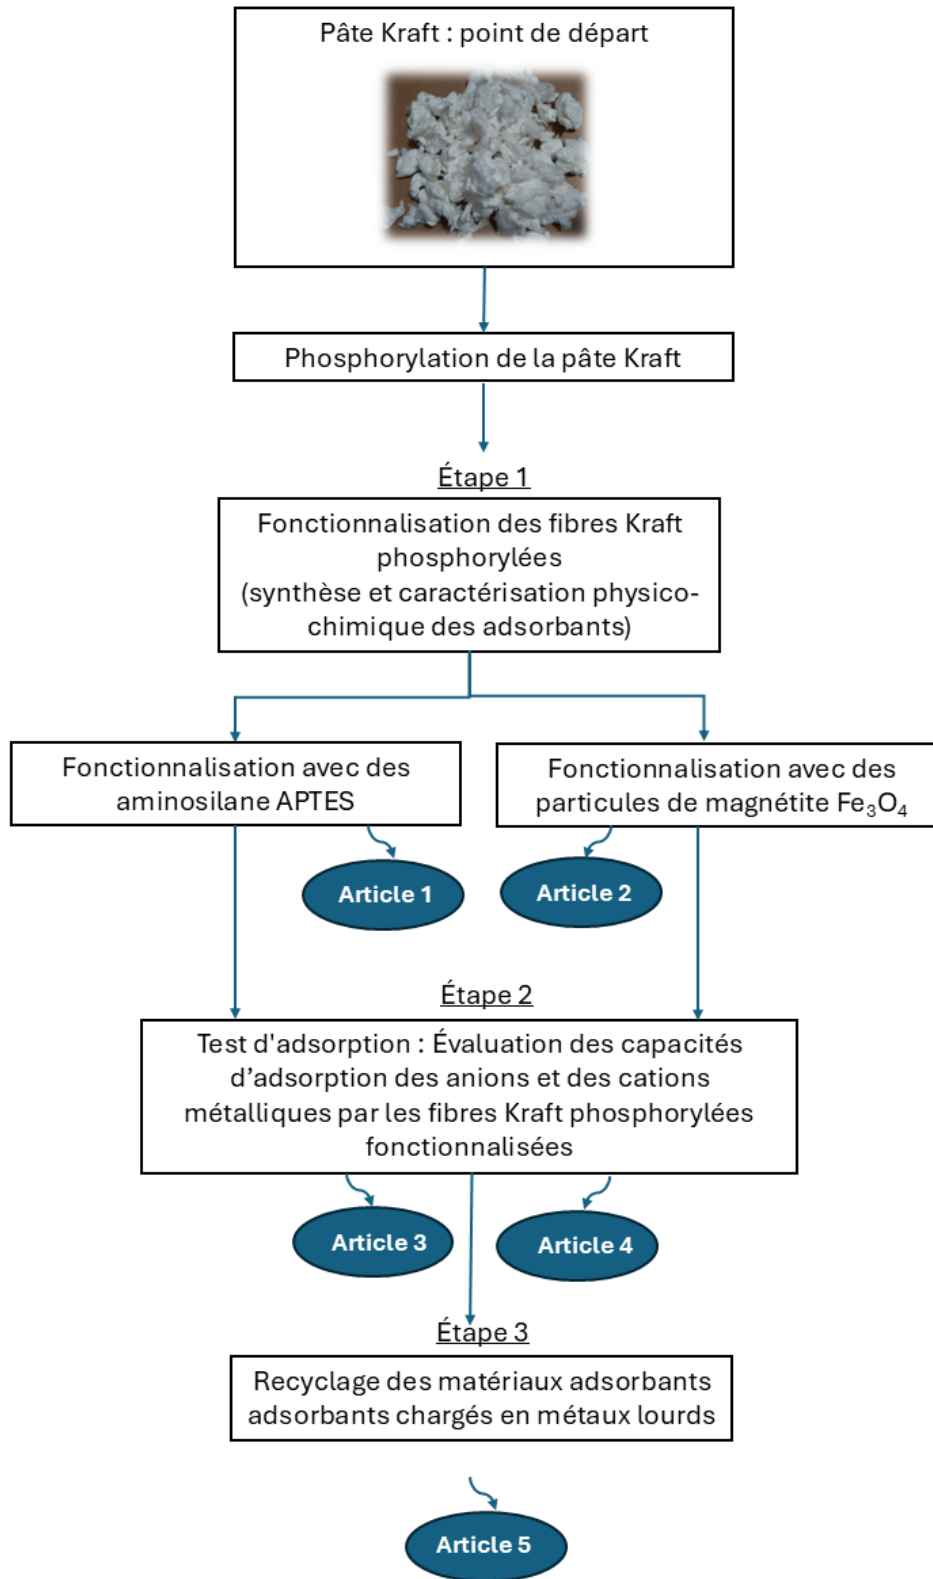 Pâte Kraft : point de départ
Phosphorylation de la pâte Kraft
Étape 1
Fonctionnalisation des fibres Kraft
phosphorylées
(synthèse et caractérisation physico-
chimique des adsorbants)
Fonctionnalisation avec des
aminosilane APTES
Fonctionnalisation avec des
particules de magnétite Fe₃O₄
Article 1
Article 2
Étape 2
Test d'adsorption : Évaluation des capacités
d’adsorption des anions et des cations
métalliques par les fibres Kraft phosphorylées
fonctionnalisées
Article 3
Article 4
Étape 3
Recyclage des matériaux adsorbants
adsorbants chargés en métaux lourds
Article 5